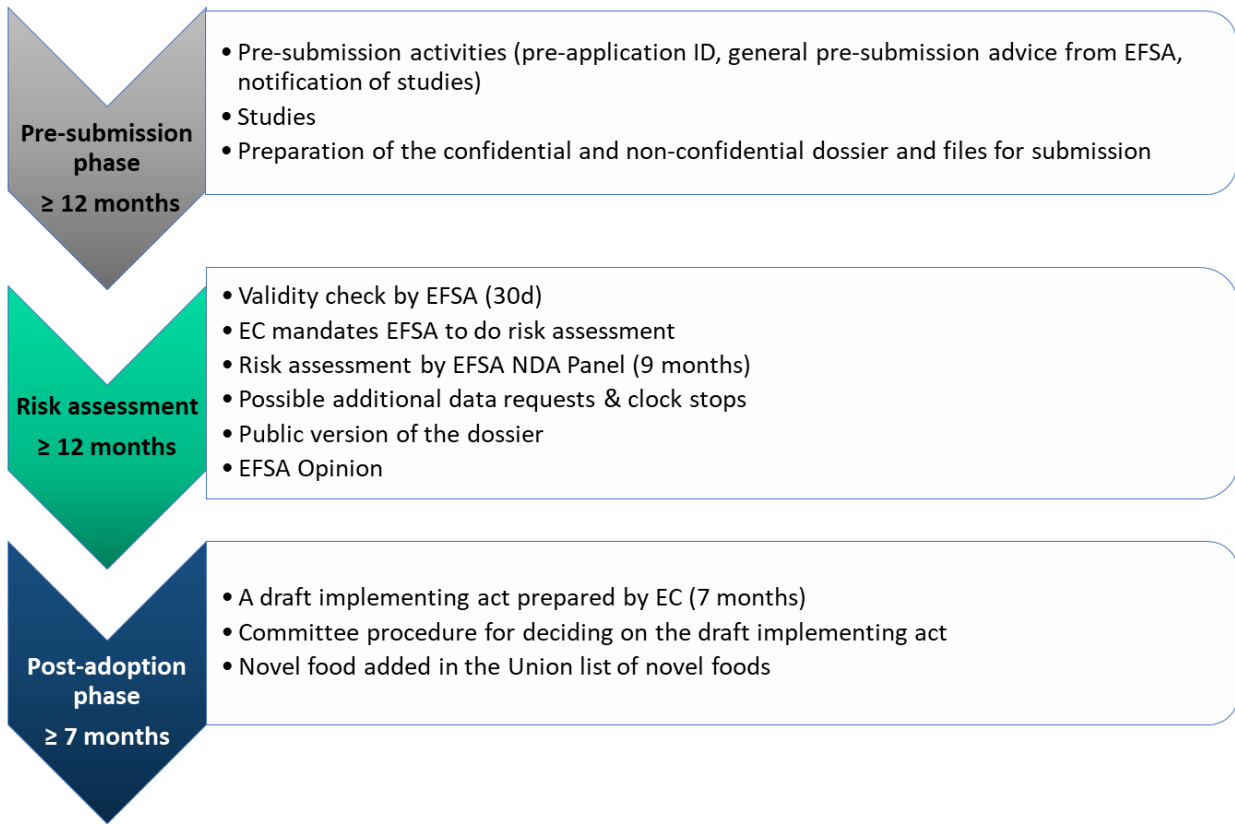 Pre-submission
phase
≥ 12 months
• Pre-submission activities (pre-application ID, general pre-submission advice from EFSA,
notification of studies)
• Studies
• Preparation of the confidential and non-confidential dossier and files for submission
Risk assessment
≥ 12 months
• Validity check by EFSA (30d)
• EC mandates EFSA to do risk assessment
• Risk assessment by EFSA NDA Panel (9 months)
• Possible additional data requests & clock stops
• Public version of the dossier
• EFSA Opinion
Post-adoption
phase
≥ 7 months
• A draft implementing act prepared by EC (7 months)
• Committee procedure for deciding on the draft implementing act
• Novel food added in the Union list of novel foods